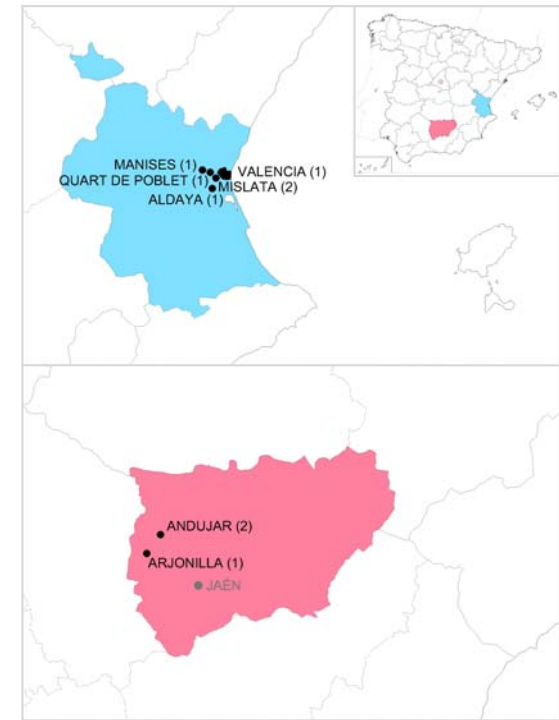 MANISES (1)
VALENCIA (1)
QUART DE POBLET (1)
MISLATA (2)
ALDAYA (1)
ANDUJAR (2)
ARJONILLA (1)
JAÉN